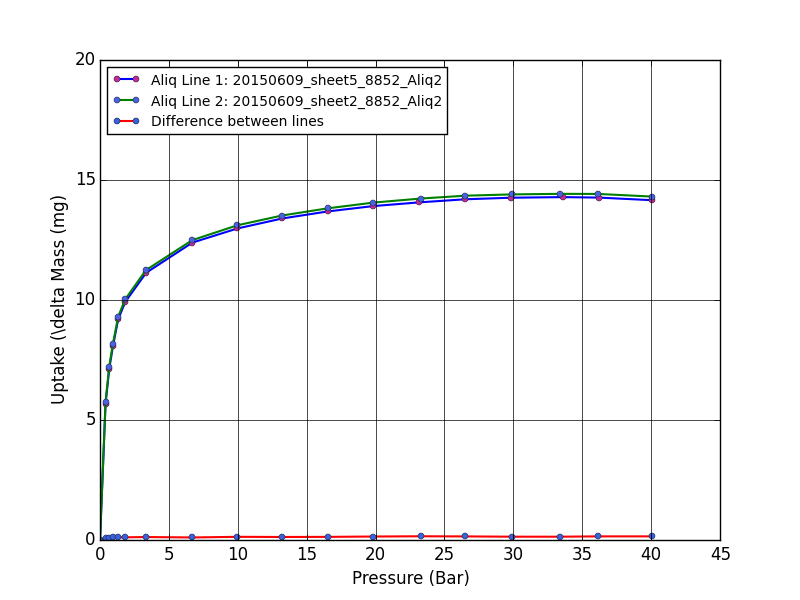 20
15
10
5
0
Uptake (\delta Mass (mg)
Aliq Line 1: 20150609_sheet5_8852_Aliq2
Aliq Line 2: 20150609_sheet2_8852_Aliq2
Difference between lines
0 5 10 15 20 25 30 35 40 45
Pressure (Bar)